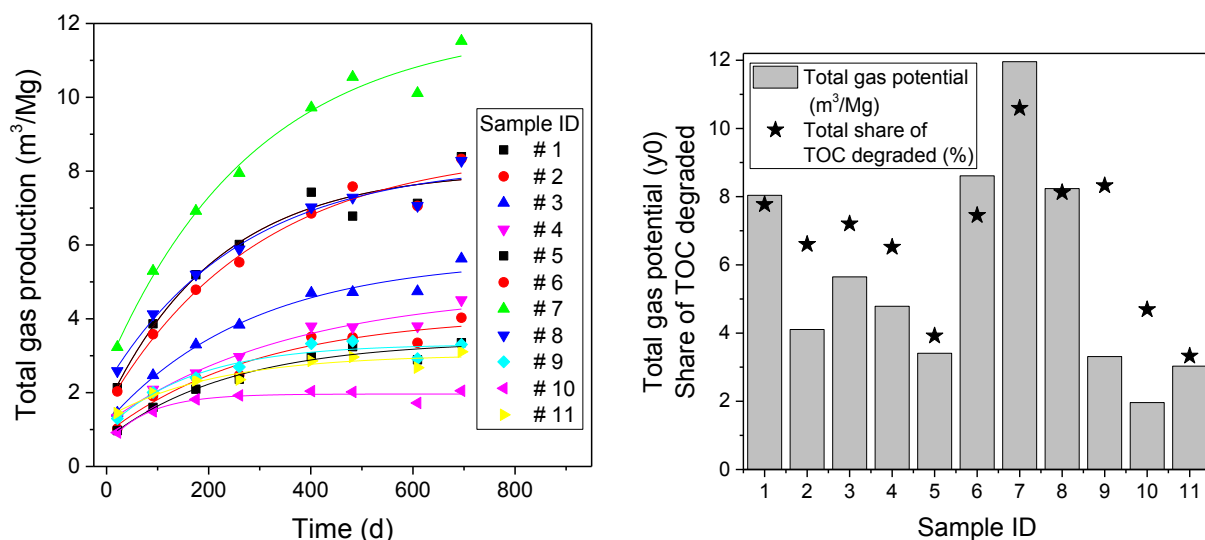 Total gas production (m³/Mg)
12
10
8
6
4
2
0
0
200
400
600
800
Time (d)
Sample ID
# 1
# 2
# 3
# 4
# 5
# 6
# 7
# 8
# 9
# 10
# 11
Total gas potential (y0)
Share of TOC degraded
12
10
8
6
4
2
0
Total gas potential
(m³/Mg)
Total share of
TOC degraded (%)
1 2 3 4 5 6 7 8 9 10 11
Sample ID